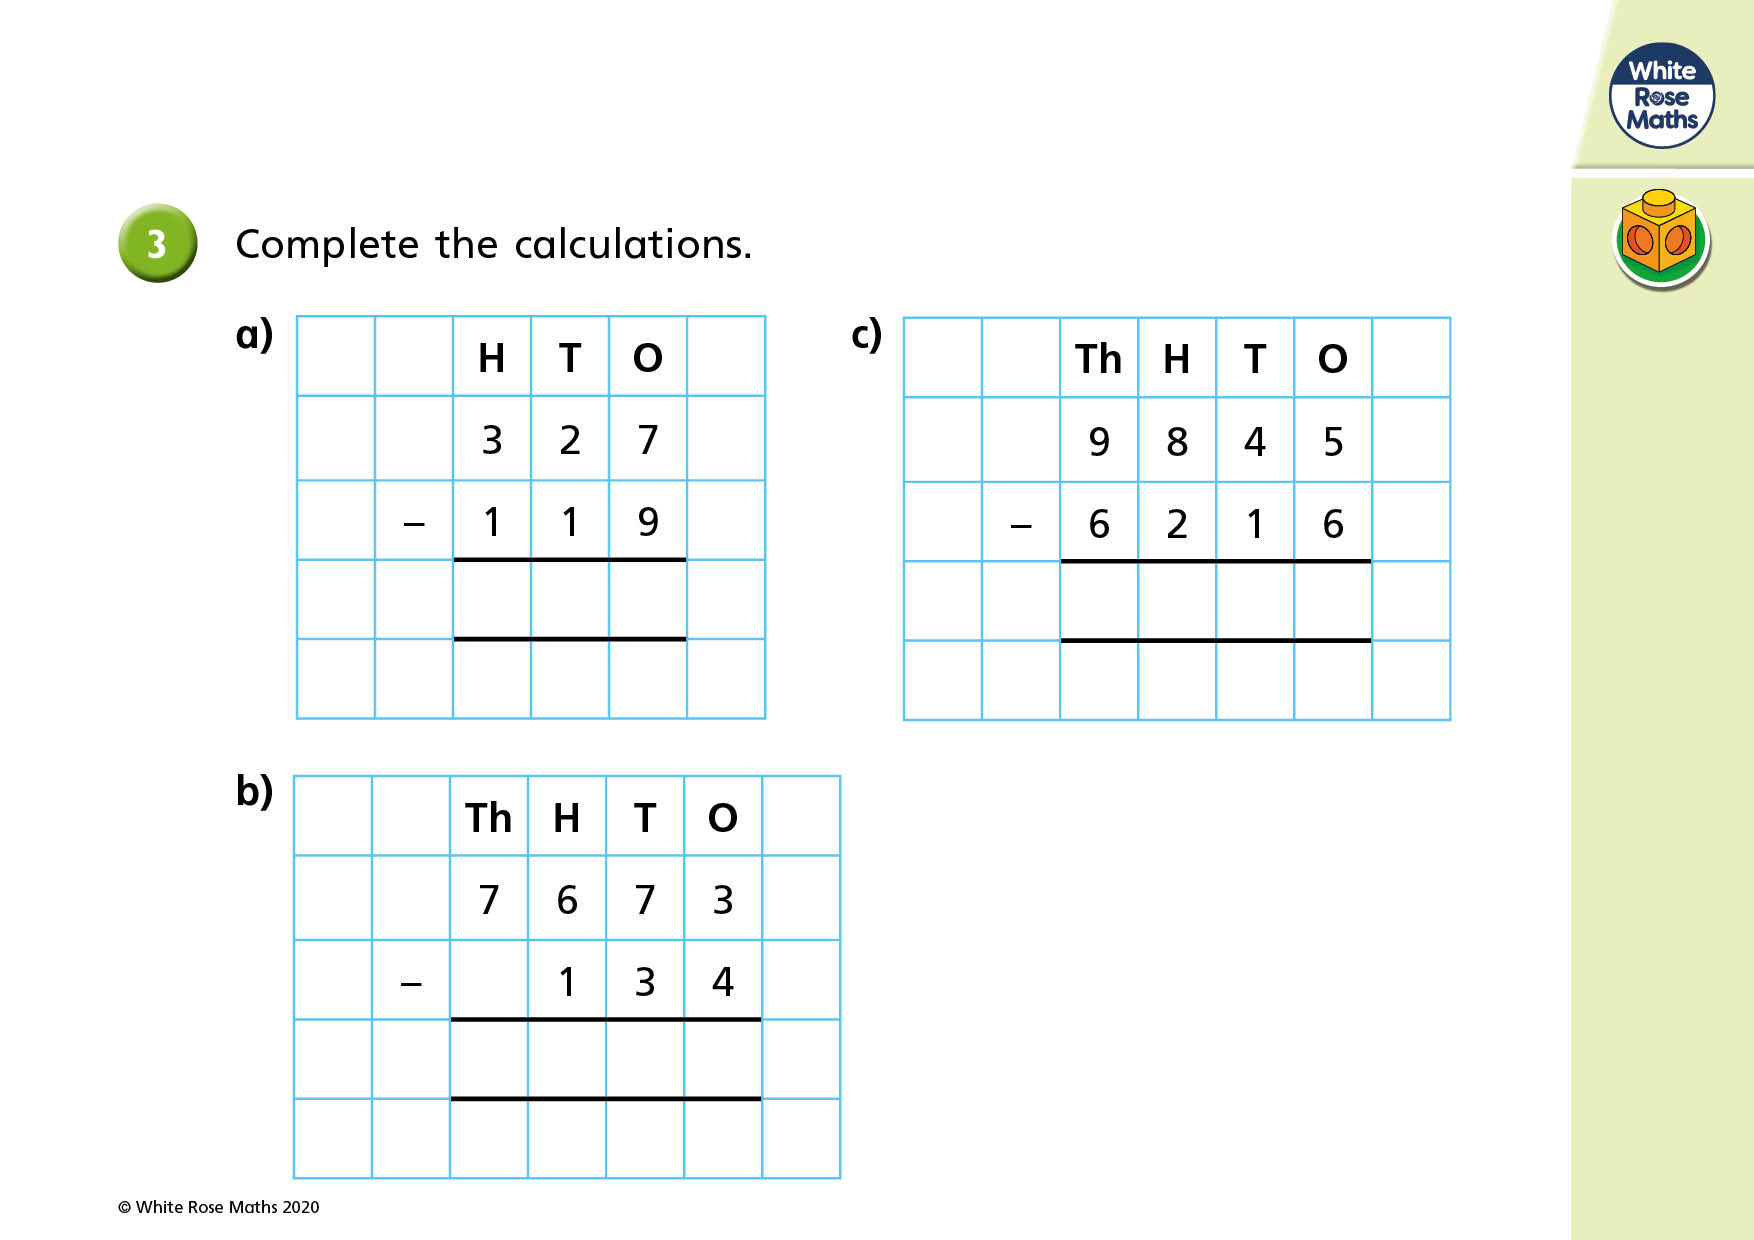 White
Rose
Maths
3 Complete the calculations.
a)
H T O
3 2 7
– 1 1 9
c)
Th H T O
9 8 4 5
– 6 2 1 6
b)
Th H T O
7 6 7 3
– 1 3 4
© White Rose Maths 2020